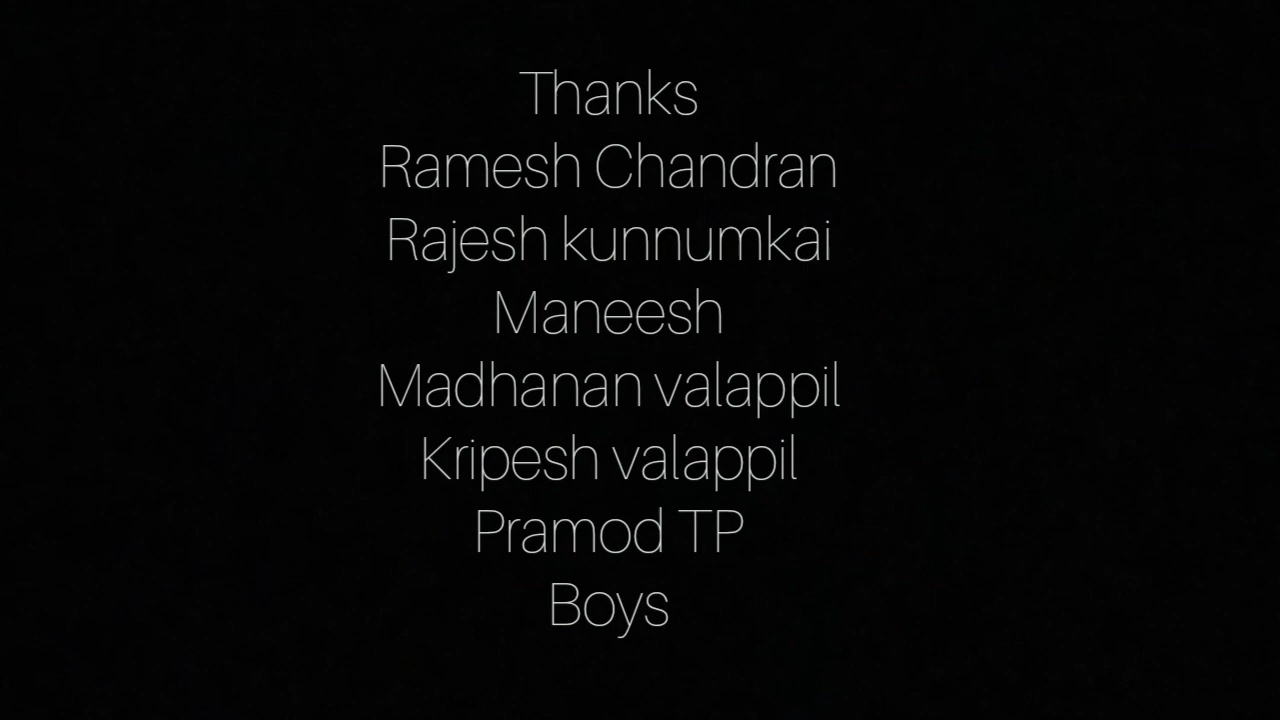 Thanks
Ramesh Chandran
Rajesh kunnumkai
Maneesh
Madhanan valappil
Kripesh valappil
Pramod TP
Boys